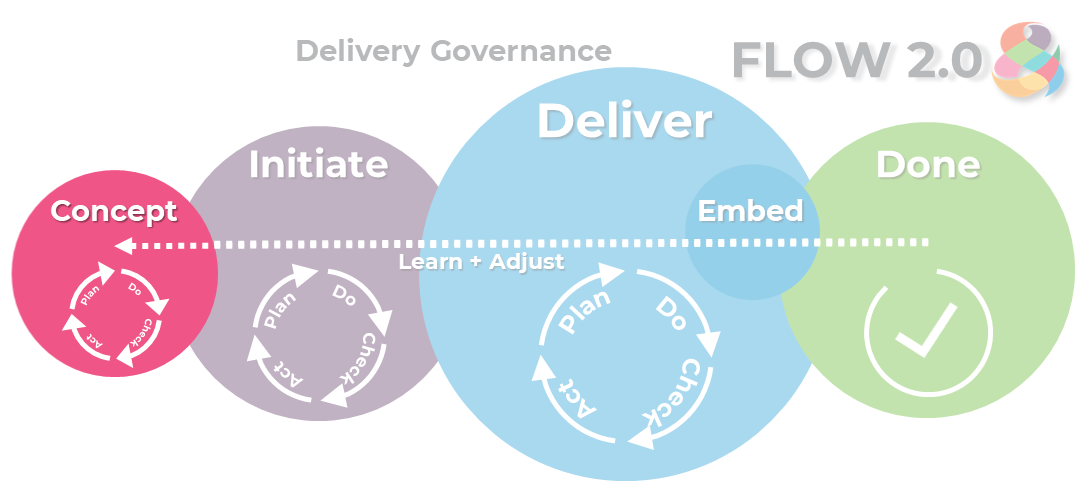 Delivery Governance
FLOW 2.0
Concept
Initiate
Deliver
Embed
Done
Learn + Adjust
Plan
Do
Check
Act
Plan
Do
Check
Act
Plan
Do
Check
Act